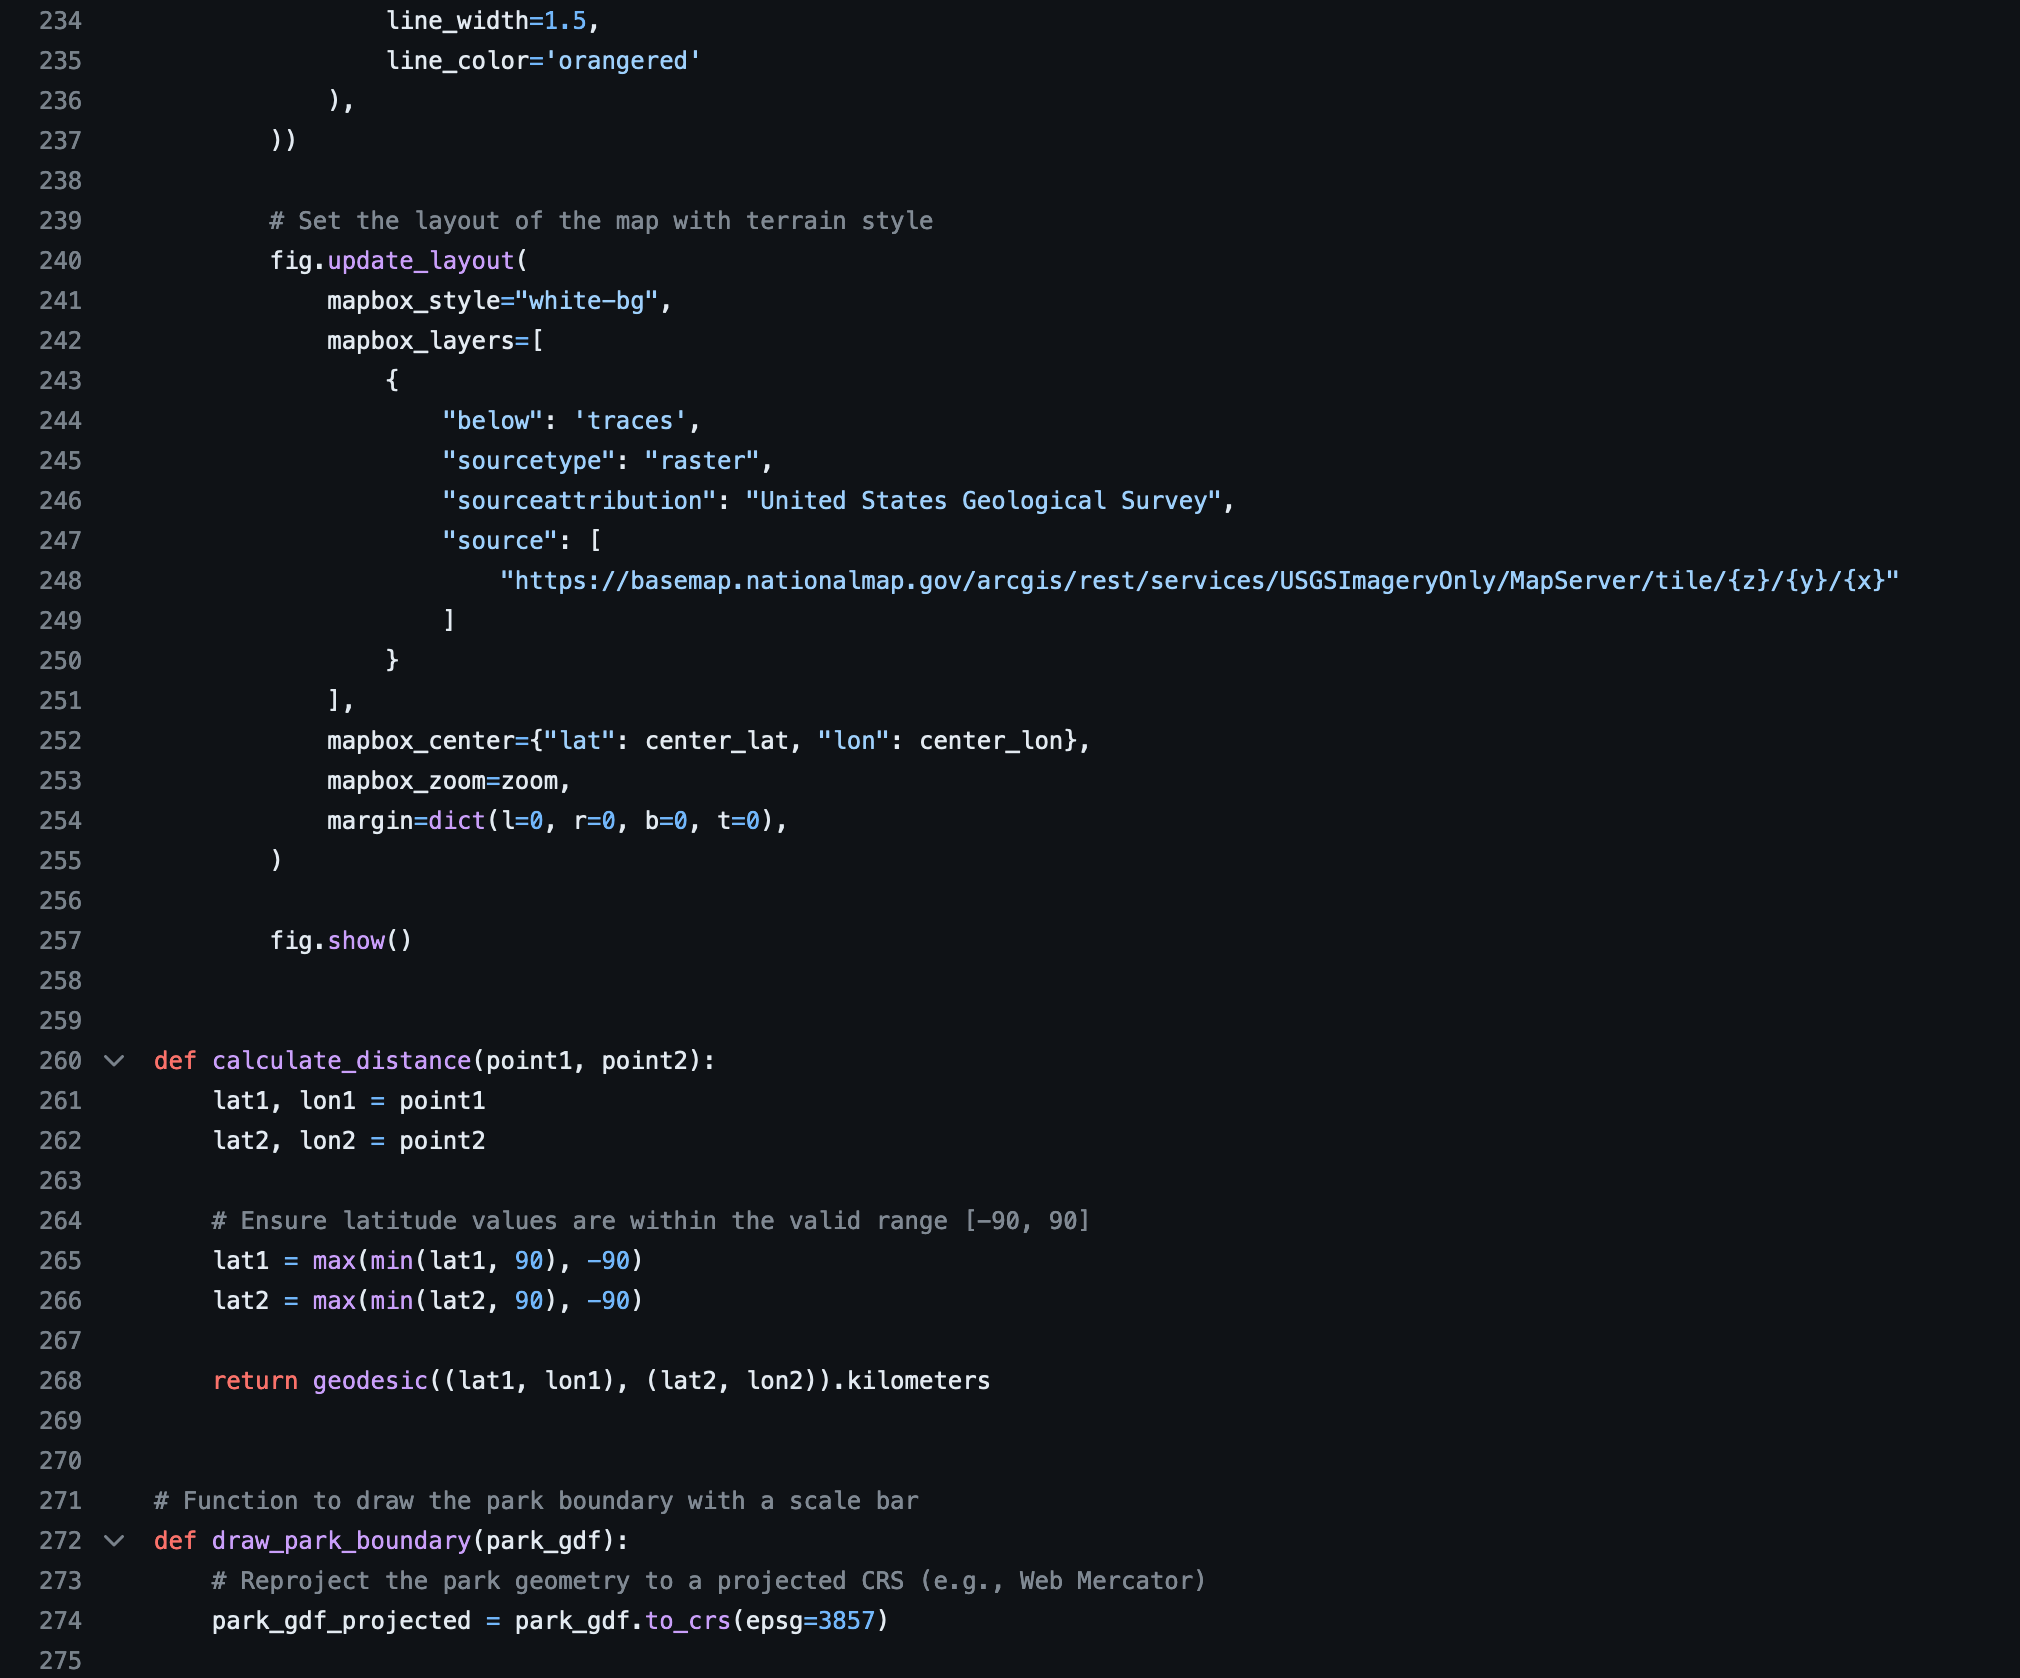 234                     line_width=1.5,
235                     line_color='orangered'
236                 ),
237             ))
238
239             # Set the layout of the map with terrain style
240             fig.update_layout(
241                 mapbox_style="white-bg",
242                 mapbox_layers=[
243                     {
244                         "below": 'traces',
245                         "sourcetype": "raster",
246                         "sourceattribution": "United States Geological Survey",
247                         "source": [
248                             "https://basemap.nationalmap.gov/arcgis/rest/services/USGSImageryOnly/MapServer/tile/{z}/{y}/{x}"
249                         ]
250                     }
251                 ],
252                 mapbox_center={"lat": center_lat, "lon": center_lon},
253                 mapbox_zoom=zoom,
254                 margin=dict(l=0, r=0, b=0, t=0),
255             )
256
257             fig.show()
258
259
260     def calculate_distance(point1, point2):
261         lat1, lon1 = point1
262         lat2, lon2 = point2
263
264         # Ensure latitude values are within the valid range [-90, 90]
265         lat1 = max(min(lat1, 90), -90)
266         lat2 = max(min(lat2, 90), -90)
267
268         return geodesic((lat1, lon1), (lat2, lon2)).kilometers
269
270
271     # Function to draw the park boundary with a scale bar
272     def draw_park_boundary(park_gdf):
273         # Reproject the park geometry to a projected CRS (e.g., Web Mercator)
274         park_gdf_projected = park_gdf.to_crs(epsg=3857)
275